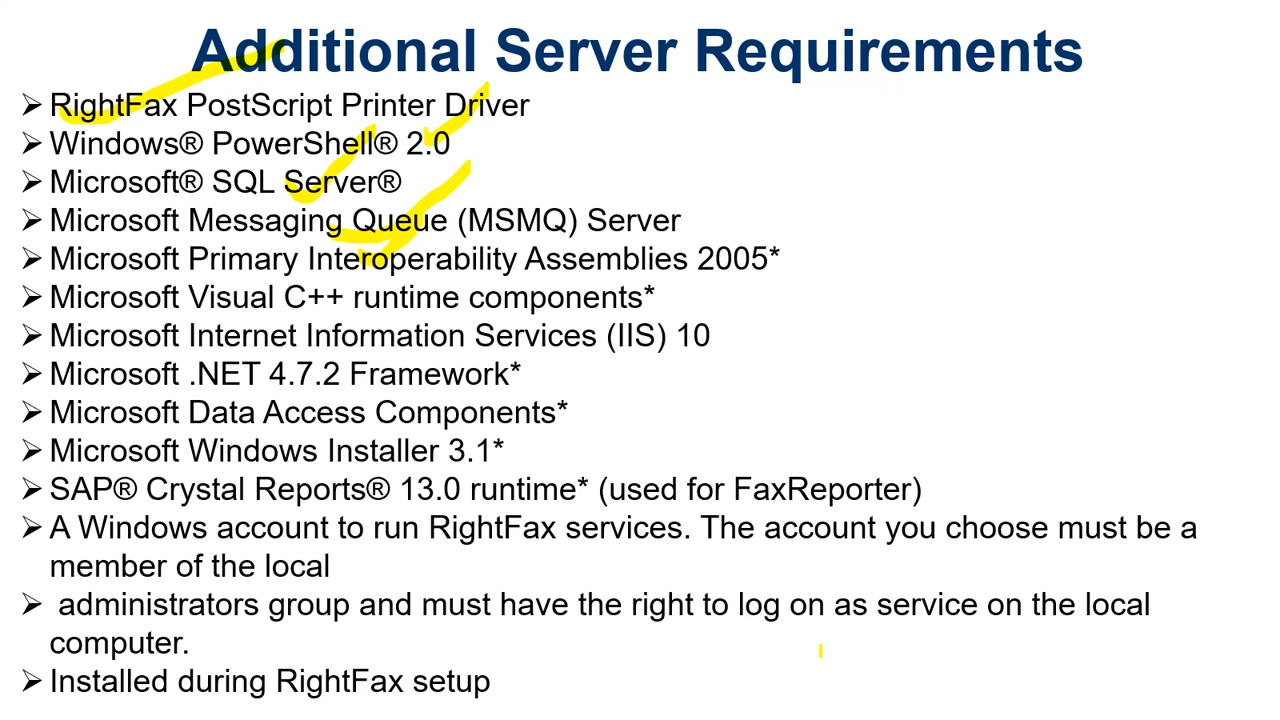 Additional Server Requirements
➢ RightFax PostScript Printer Driver
➢ Windows® PowerShell® 2.0
➢ Microsoft® SQL Server®
➢ Microsoft Messaging Queue (MSMQ) Server
➢ Microsoft Primary Interoperability Assemblies 2005*
➢ Microsoft Visual C++ runtime components*
➢ Microsoft Internet Information Services (IIS) 10
➢ Microsoft .NET 4.7.2 Framework*
➢ Microsoft Data Access Components*
➢ Microsoft Windows Installer 3.1*
➢ SAP® Crystal Reports® 13.0 runtime* (used for FaxReporter)
➢ A Windows account to run RightFax services. The account you choose must be a
member of the local
➢ administrators group and must have the right to log on as service on the local
computer.
➢ Installed during RightFax setup